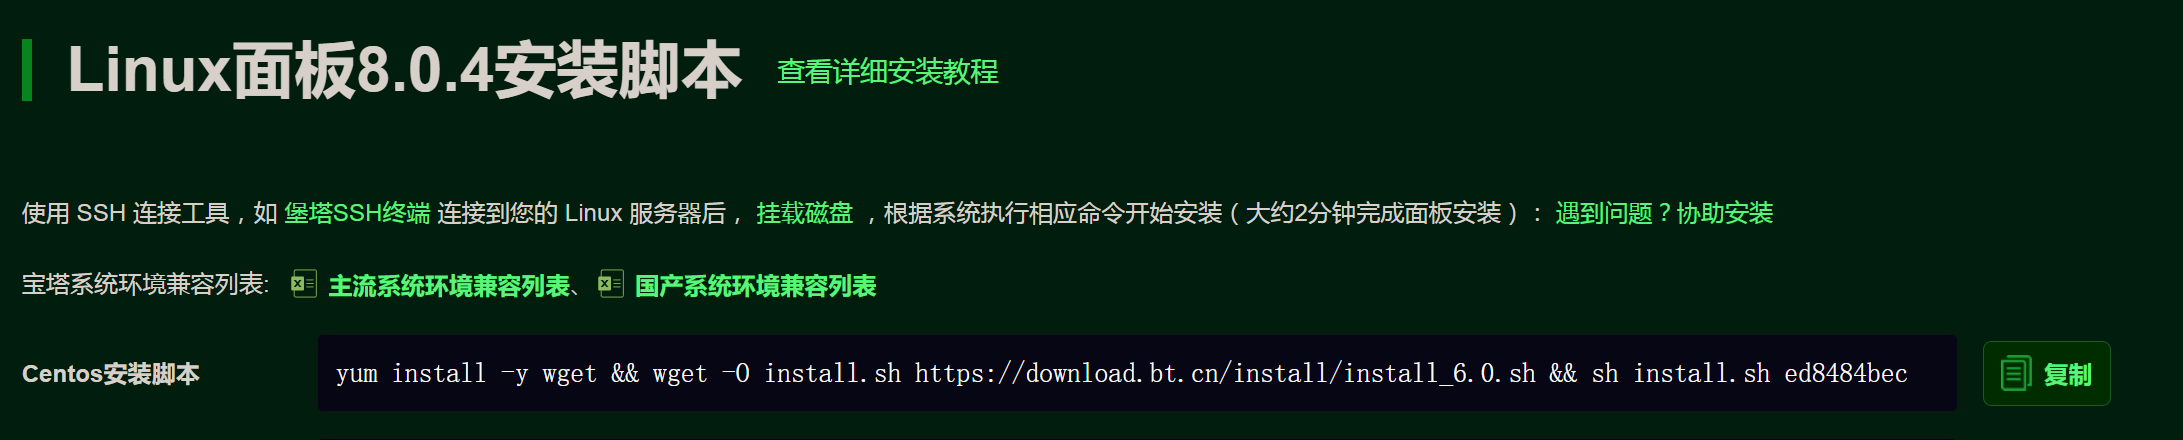 Linux面板8.0.4安装脚本 查看详细安装教程
使用 SSH 连接工具，如 堡塔SSH终端 连接到您的 Linux 服务器后， 挂载磁盘 ，根据系统执行相应命令开始安装（大约2分钟完成面板安装）： 遇到问题？协助安装
宝塔系统环境兼容列表: 主流系统环境兼容列表、 国产系统环境兼容列表
Centos安装脚本 yum install -y wget && wget -O install.sh https://download.bt.cn/install/install_6.0.sh && sh install.sh ed8484bec 复制